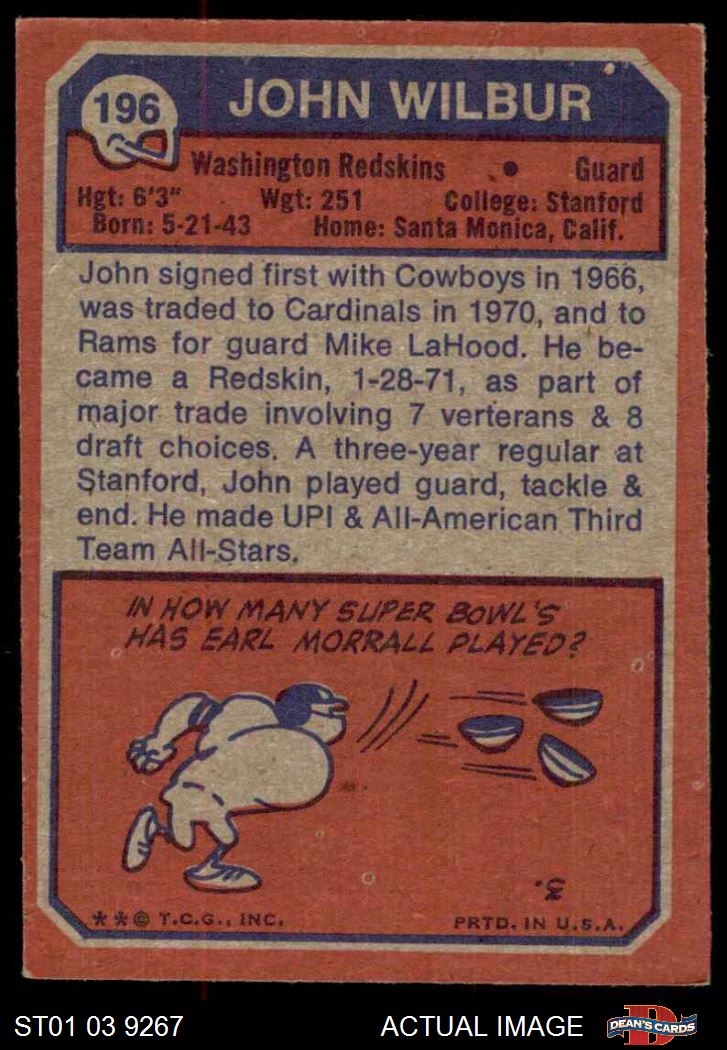 196
JOHN WILBUR
Washington Redskins • Guard
Hgt: 6'3" Wgt: 251 College: Stanford
Born: 5-21-43 Home: Santa Monica, Calif.
John signed first with Cowboys in 1966,
was traded to Cardinals in 1970, and to
Rams for guard Mike LaHood. He be-
came a Redskin, 1-28-71, as part of
major trade involving 7 verterans & 8
draft choices. A three-year regular at
Stanford, John played guard, tackle &
end. He made UPI & All-American Third
Team All-Stars.
IN HOW MANY SUPER BOWL'S
HAS EARL MORRALL PLAYED?
3.
**© T.C.G., INC. PRTD. IN U.S.A.
ST01 03 9267 ACTUAL IMAGE DEAN'S CARDS